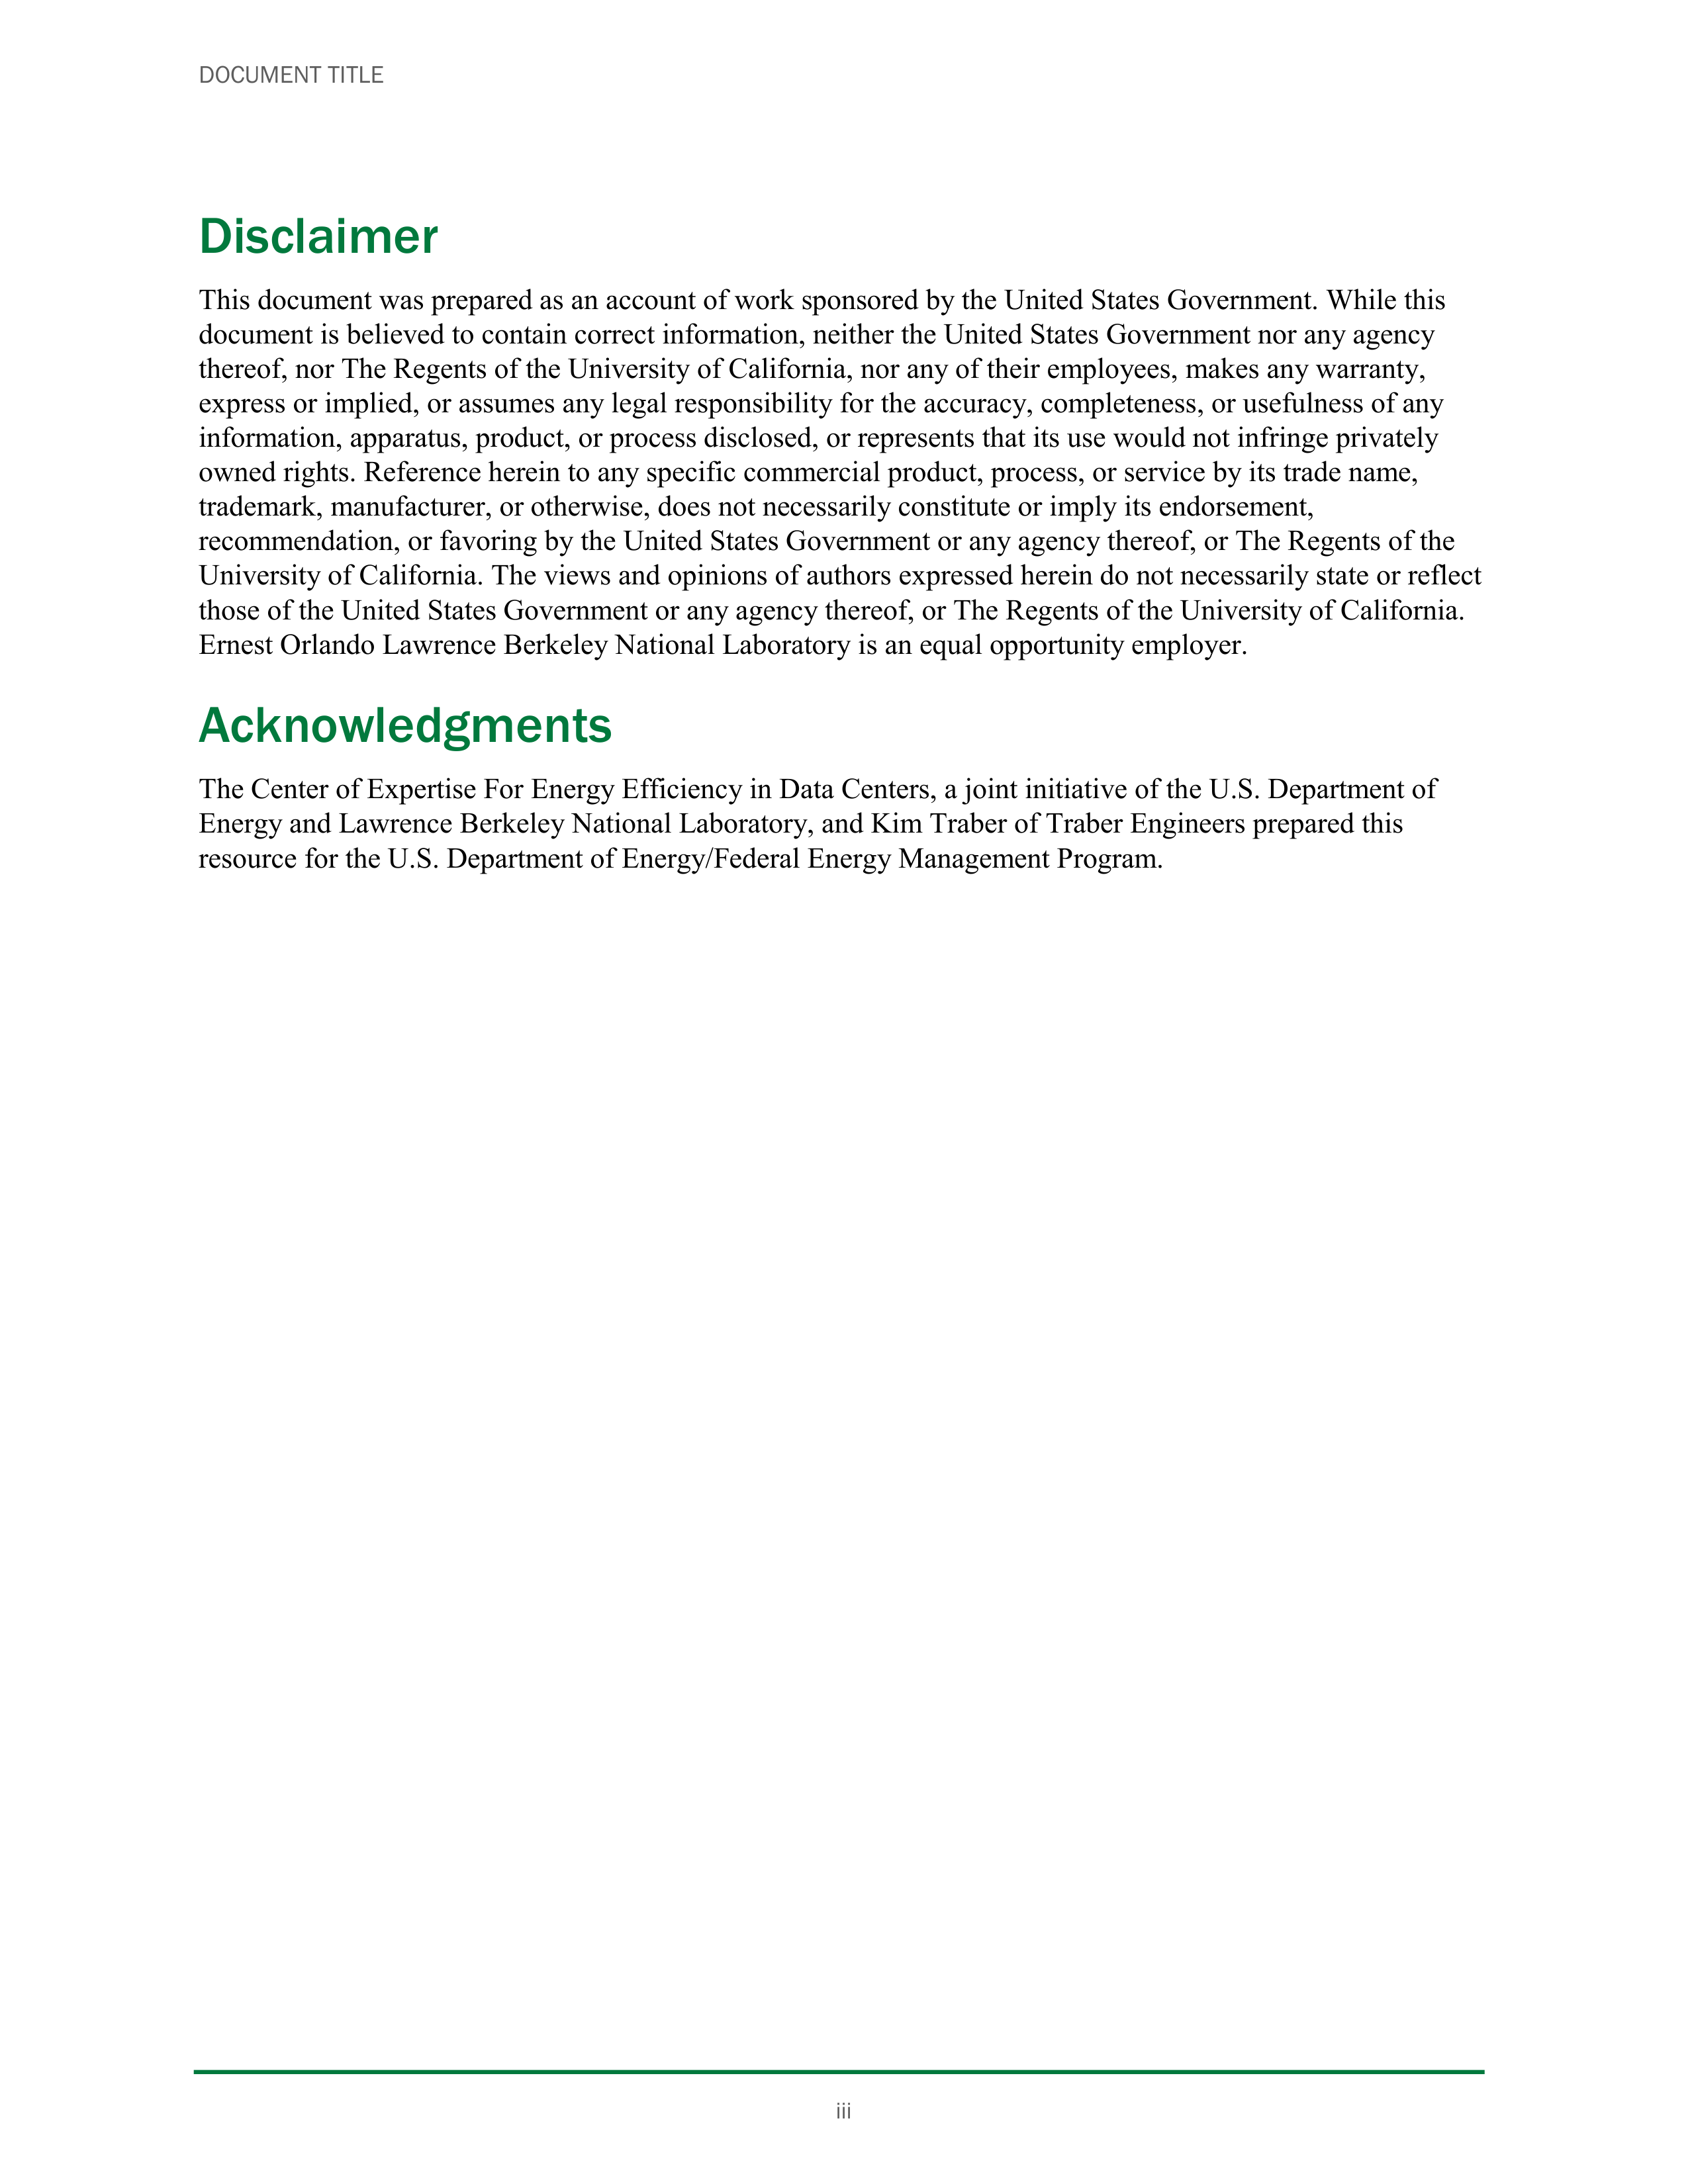 DOCUMENT TITLE
Disclaimer
This document was prepared as an account of work sponsored by the United States Government. While this
document is believed to contain correct information, neither the United States Government nor any agency
thereof, nor The Regents of the University of California, nor any of their employees, makes any warranty,
express or implied, or assumes any legal responsibility for the accuracy, completeness, or usefulness of any
information, apparatus, product, or process disclosed, or represents that its use would not infringe privately
owned rights. Reference herein to any specific commercial product, process, or service by its trade name,
trademark, manufacturer, or otherwise, does not necessarily constitute or imply its endorsement,
recommendation, or favoring by the United States Government or any agency thereof, or The Regents of the
University of California. The views and opinions of authors expressed herein do not necessarily state or reflect
those of the United States Government or any agency thereof, or The Regents of the University of California.
Ernest Orlando Lawrence Berkeley National Laboratory is an equal opportunity employer.
Acknowledgments
The Center of Expertise For Energy Efficiency in Data Centers, a joint initiative of the U.S. Department of
Energy and Lawrence Berkeley National Laboratory, and Kim Traber of Traber Engineers prepared this
resource for the U.S. Department of Energy/Federal Energy Management Program.
iii